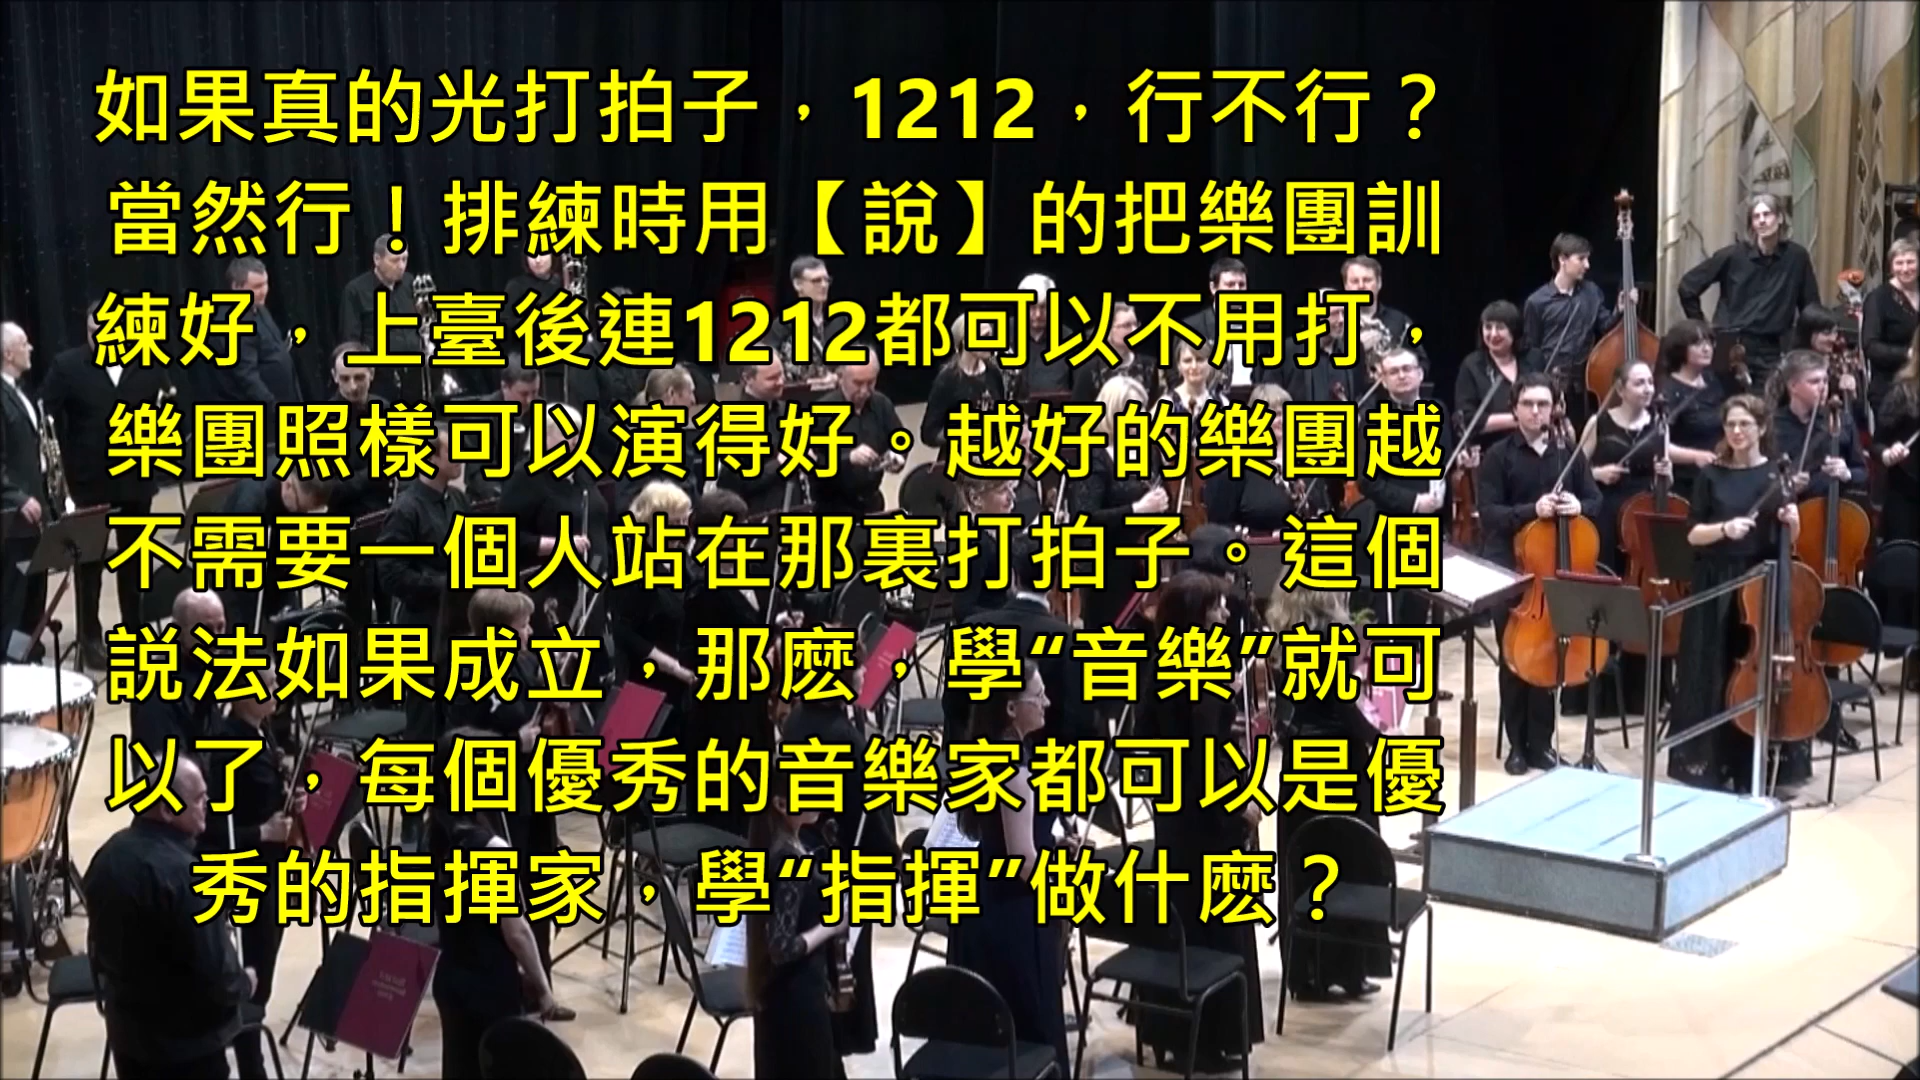 如果真的光打拍子，1212，行不行？
當然行！排練時用【說】的把樂團訓
練好，上臺後連1212都可以不用打，
樂團照樣可以演得好。越好的樂團越
不需要一個人站在那裏打拍子。這個
說法如果成立，那麽，學“音樂”就可
以了，每個優秀的音樂家都可以是優
秀的指揮家，學“指揮”做什麽？